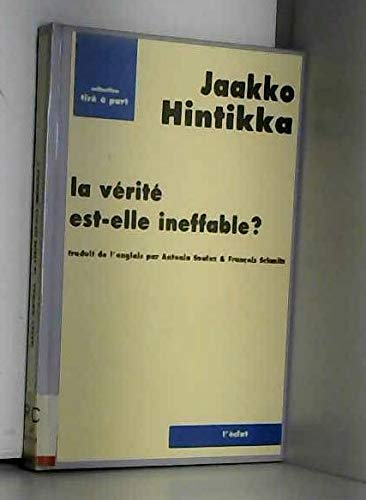 collection
tiré à part
Jaakko
Hintikka
la vérité
est-elle ineffable?
traduit de l'anglais par Antonia Soulez & François Schmitz
l'éclat
PC